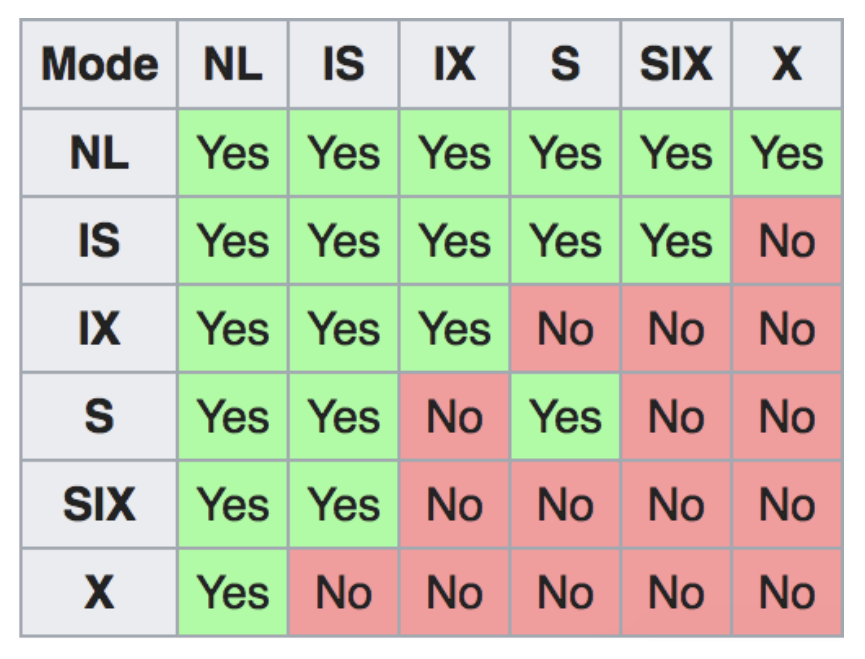 Mode NL IS IX S SIX X
NL Yes Yes Yes Yes Yes Yes
IS Yes Yes Yes Yes Yes No
IX Yes Yes Yes No No No
S Yes Yes No Yes No No
SIX Yes Yes No No No No
X Yes No No No No No